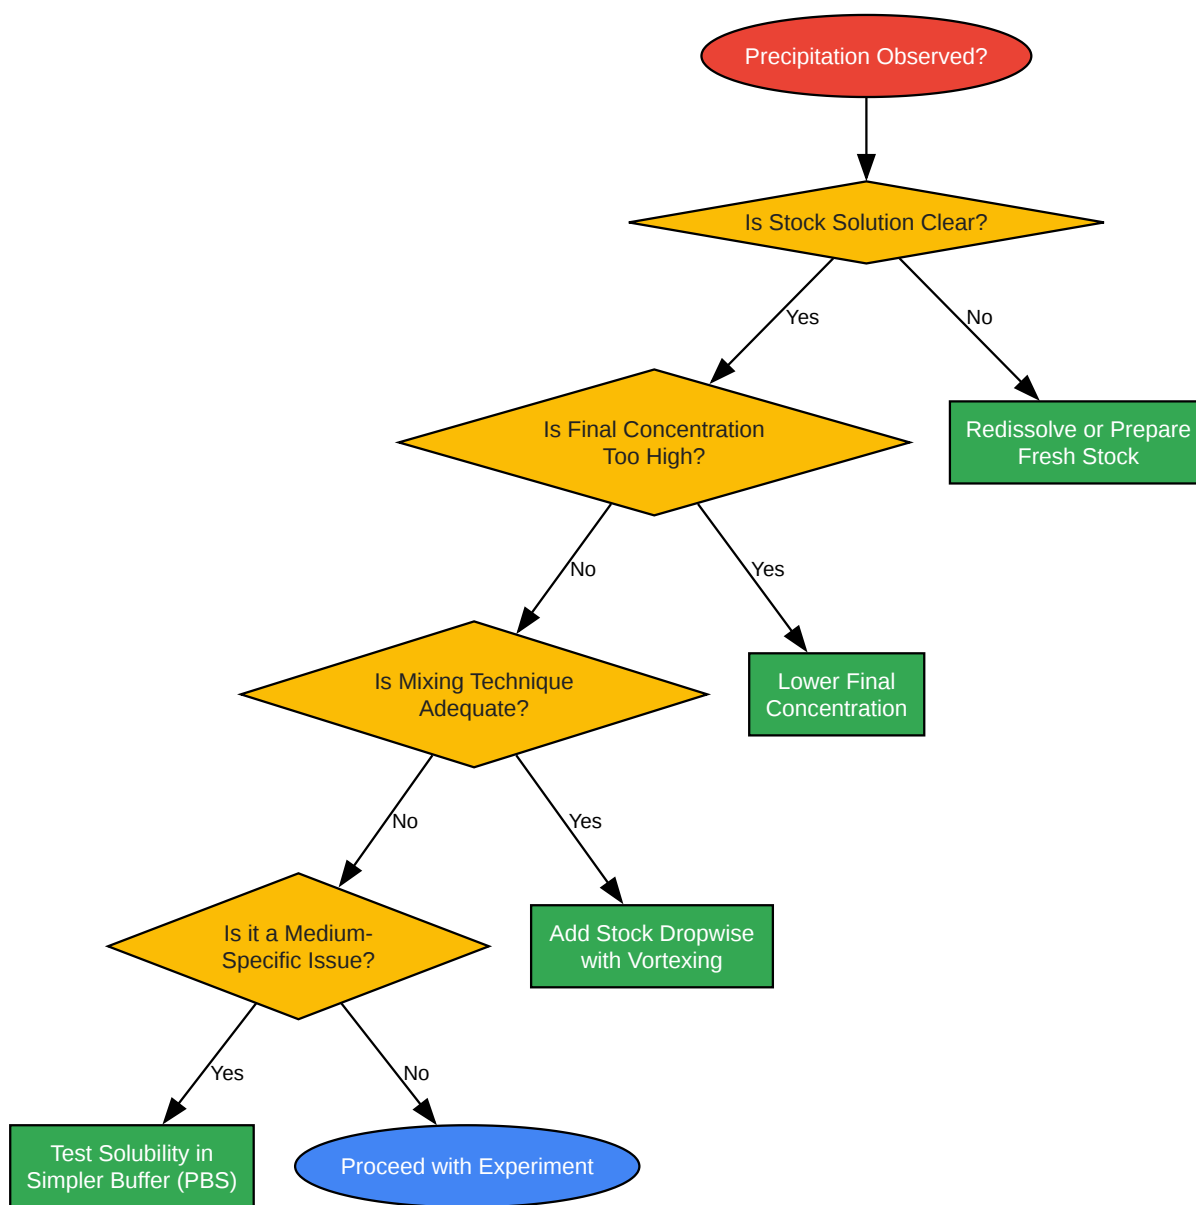 Precipitation Observed?
Is Stock Solution Clear?
Yes
No
Is Final Concentration
Too High?
Redissolve or Prepare
Fresh Stock
No
Yes
Is Mixing Technique
Adequate?
Lower Final
Concentration
No
Yes
Is it a Medium-
Specific Issue?
Add Stock Dropwise
with Vortexing
Yes
No
Test Solubility in
Simpler Buffer (PBS)
Proceed with Experiment